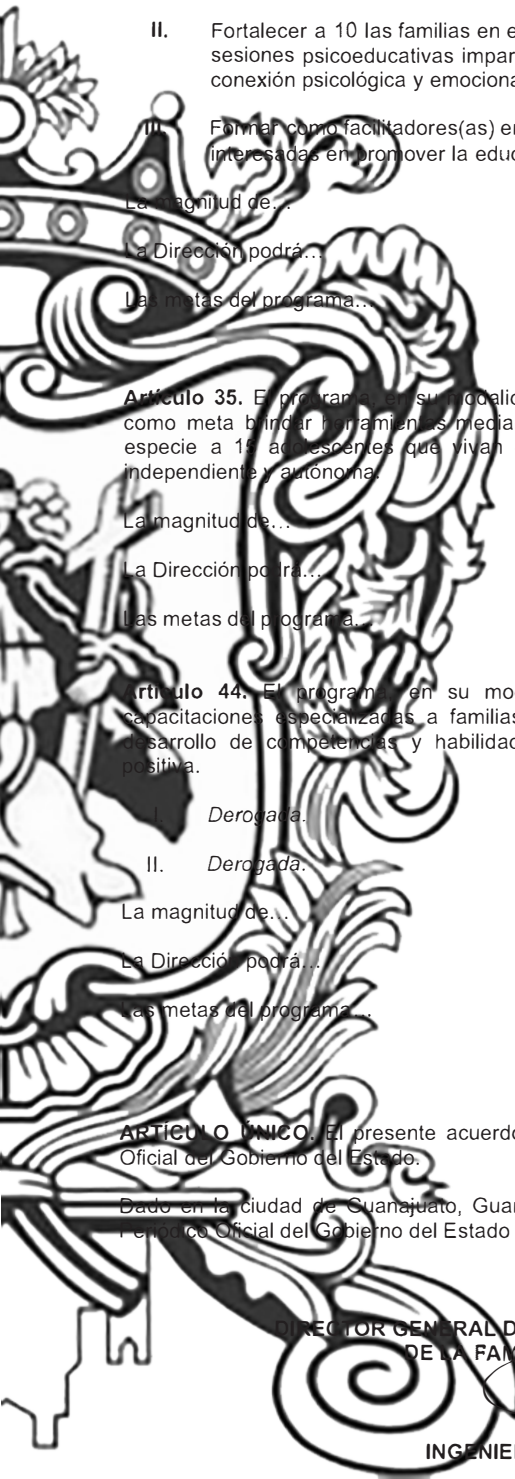 II. Fortalecer a 10 las familias en e
sesiones psicoeducativas impar
conexión psicológica y emociona
III. Formar como facilitadores(as) en
interesadas en promover la educ
La magnitud de...
La Dirección podrá...
Las metas del programa...
Artículo 35. El programa, en su modalid
como meta brindar herramientas media
especie a 15 adolescentes que vivan
independiente y autónoma.
La magnitud de...
La Dirección podrá...
Las metas del programa...
Artículo 44. El programa, en su mo
capacitaciones especializadas a familias
desarrollo de competencias y habilidad
positiva.
I. Derogada.
II. Derogada.
La magnitud de...
La Dirección podrá...
Las metas del programa...
ARTÍCULO ÚNICO. El presente acuerdo
Oficial del Gobierno del Estado.
Dado en la ciudad de Guanajuato, Guan
Periódico Oficial del Gobierno del Estado
DIRECTOR GENERAL D
DE LA FAM
INGENIER